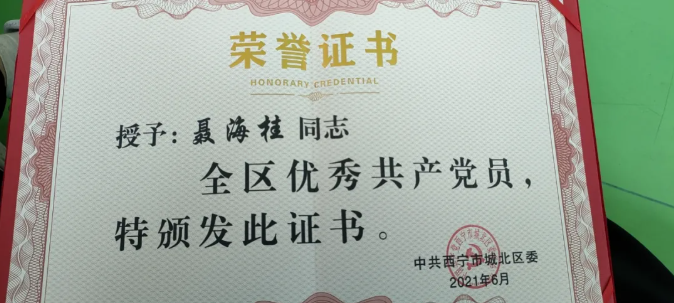 荣誉证书
HONORARY CREDENTIAL
授予：聂海桂 同志
全区优秀共产党员，
特颁发此证书。
中共西宁市城北区委
2021年6月